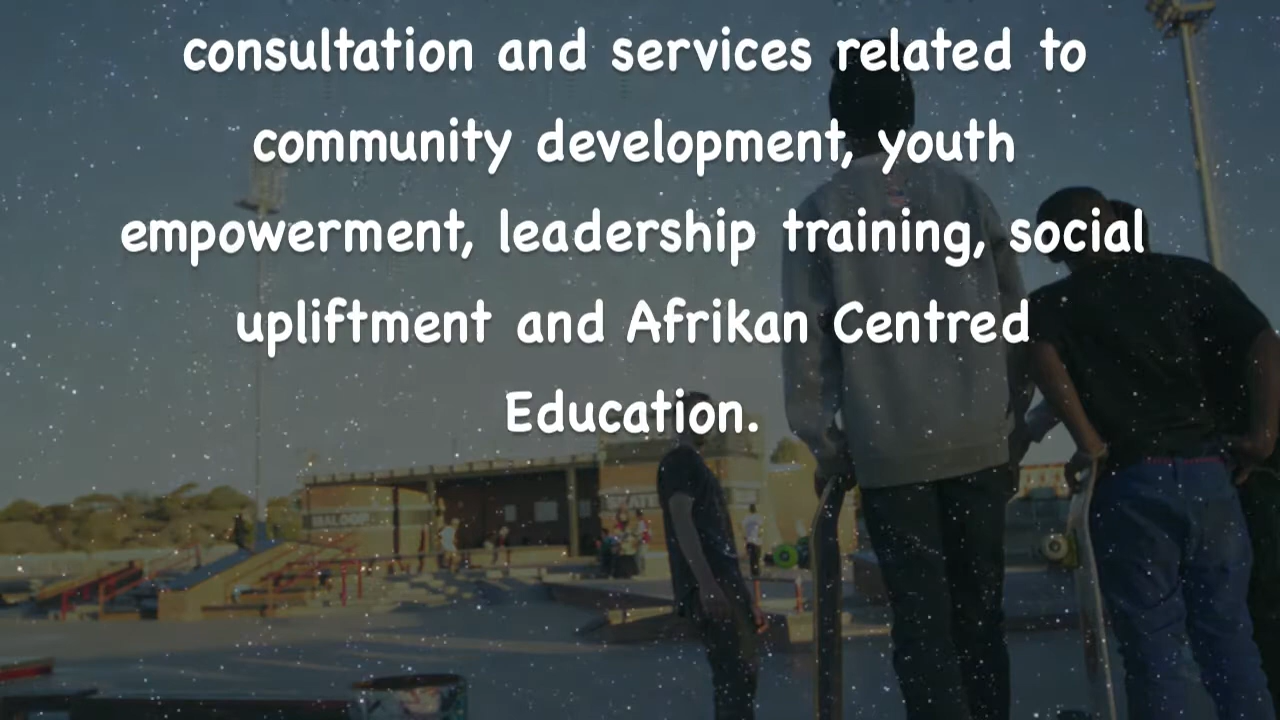 consultation and services related to
community development, youth
empowerment, leadership training, social
upliftment and Afrikan Centred
Education.